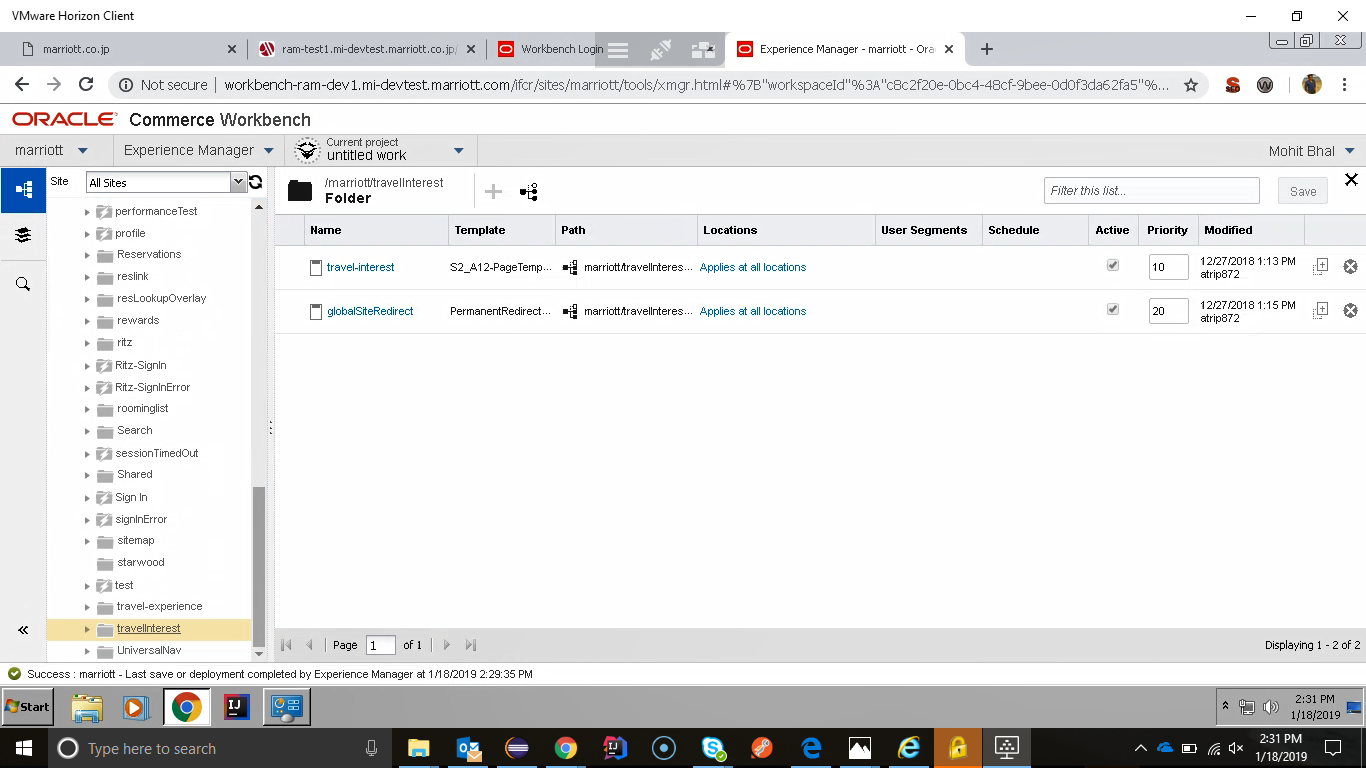 VMware Horizon Client
marriott.co.jp
ram-test1.mi-devtest.marriott.co.jp/
Workbench Login
Experience Manager - marriott - Ora
Not secure | workbench-ram-dev1.mi-devtest.marriott.com/ifcr/sites/marriott/tools/xmgr.html#%7B"workspaceId"%3A"c8c2f20e-0bc4-48cf-9bee-0d0f3da62fa5"%...
ORACLE Commerce Workbench
marriott
Experience Manager
Current project
untitled work
Mohit Bhal
Site
All Sites
/marriott/travelInterest
Folder
Filter this list...
Save
Name Template Path Locations User Segments Schedule Active Priority Modified
travel-interest S2_A12-PageTemp... marriott/travelInteres... Applies at all locations 10 12/27/2018 1:13 PM
atrip872
globalSiteRedirect PermanentRedirect... marriott/travelInteres... Applies at all locations 20 12/27/2018 1:15 PM
atrip872
performanceTest
profile
Reservations
reslink
resLookupOverlay
rewards
ritz
Ritz-SignIn
Ritz-SignInError
roominglist
Search
sessionTimedOut
Shared
Sign In
signInError
sitemap
starwood
test
travel-experience
travelInterest
UniversalNav
Page 1 of 1
Displaying 1 - 2 of 2
Success : marriott - Last save or deployment completed by Experience Manager at 1/18/2019 2:29:35 PM
Start
2:31 PM
1/18/2019
Type here to search
2:31 PM
1/18/2019